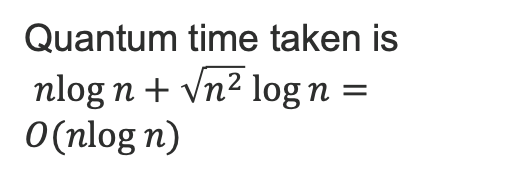 Quantum time taken is
nlog n + √n² log n =
O(nlog n)